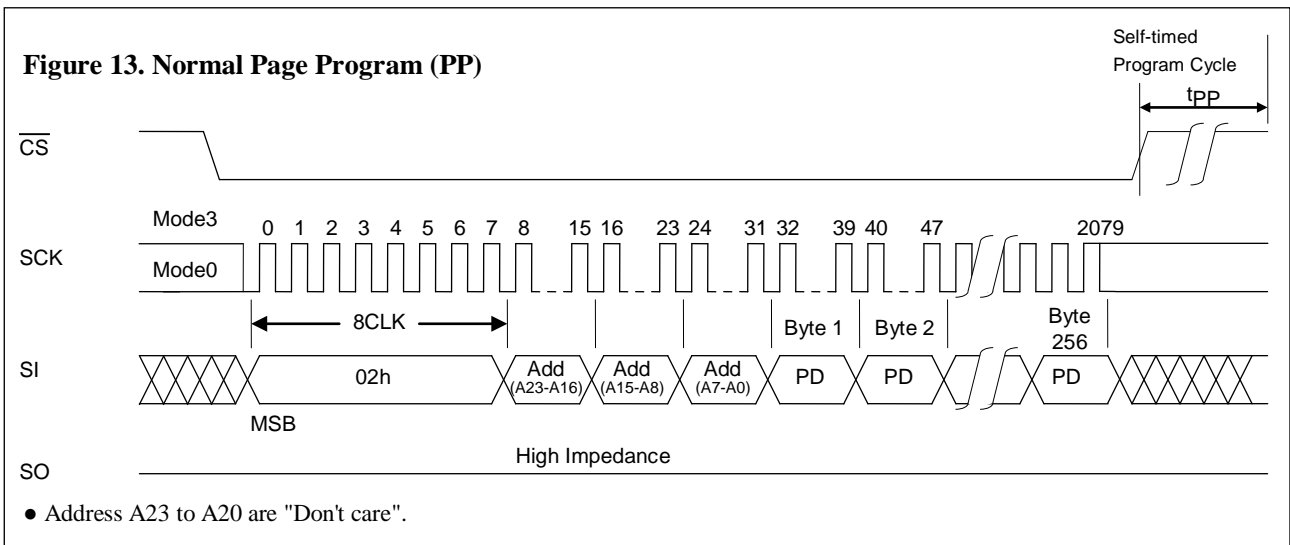 Self-timed
Program Cycle
tPP
Figure 13. Normal Page Program (PP)
CS
Mode3
0 1 2 3 4 5 6 7 8 15 16 23 24 31 32 39 40 47 2079
SCK
Mode0
8CLK
Byte 1 Byte 2 Byte
256
SI
02h
Add
(A23-A16)
Add
(A15-A8)
Add
(A7-A0)
PD PD PD
MSB
High Impedance
SO
● Address A23 to A20 are "Don't care".